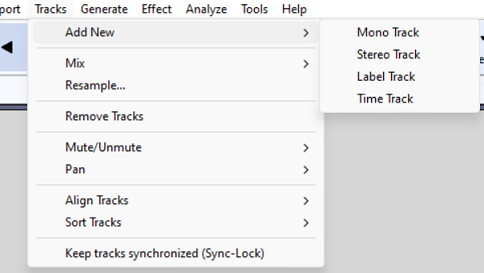 port Tracks Generate Effect Analyze Tools Help
Add New
Mono Track
Stereo Track
Label Track
Time Track
Mix
Resample...
Remove Tracks
Mute/Unmute
Pan
Align Tracks
Sort Tracks
Keep tracks synchronized (Sync-Lock)